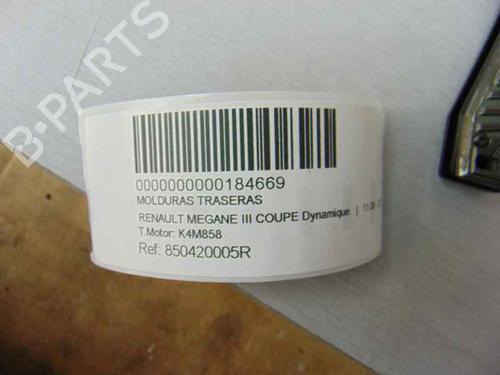 B-PARTS
0000000000184669
MOLDURAS TRASERAS
RENAULT MEGANE III COUPE Dynamique |
T.Motor: K4M858
Ref: 850420005R